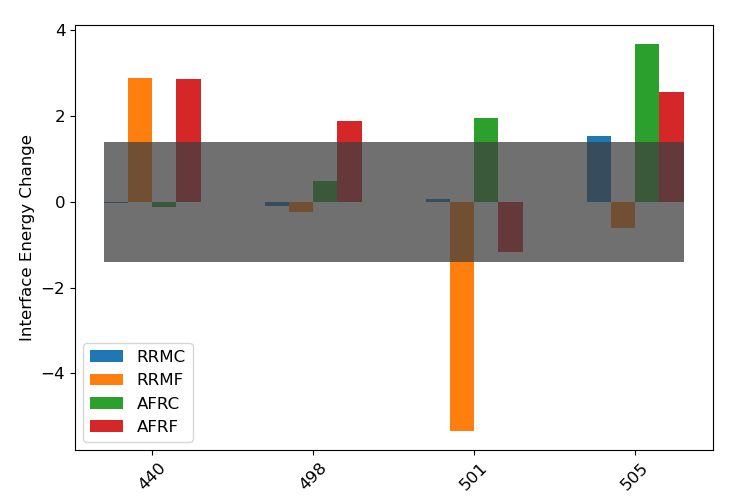 4
2
0
−2
−4
Interface Energy Change
RRMC
RRMF
AFRC
AFRF
440
498
501
505